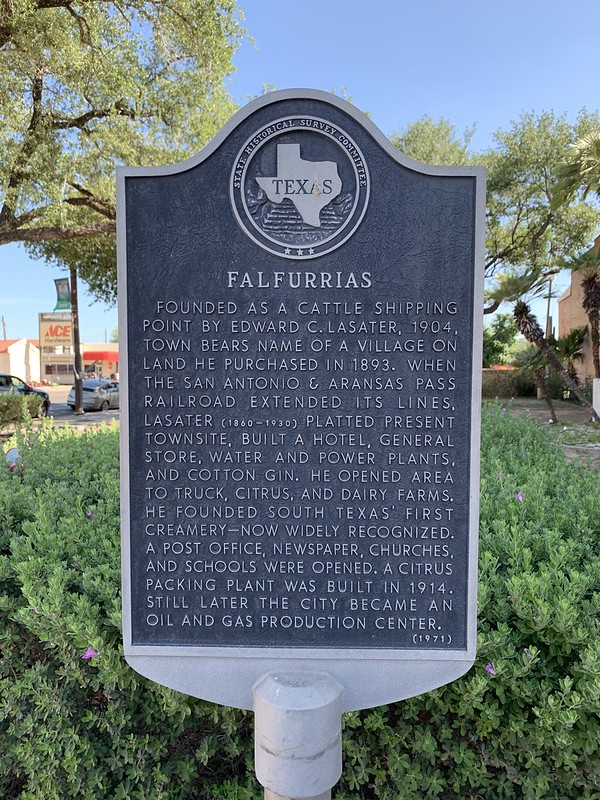 STATE HISTORICAL SURVEY COMMITTEE
TEXAS
FALFURRIAS
FOUNDED AS A CATTLE SHIPPING
POINT BY EDWARD C. LASATER, 1904,
TOWN BEARS NAME OF A VILLAGE ON
LAND HE PURCHASED IN 1893. WHEN
THE SAN ANTONIO & ARANSAS PASS
RAILROAD EXTENDED ITS LINES,
LASATER (1860-1930) PLATTED PRESENT
TOWNSITE, BUILT A HOTEL, GENERAL
STORE, WATER AND POWER PLANTS,
AND COTTON GIN. HE OPENED AREA
TO TRUCK, CITRUS, AND DAIRY FARMS.
HE FOUNDED SOUTH TEXAS' FIRST
CREAMERY—NOW WIDELY RECOGNIZED.
A POST OFFICE, NEWSPAPER, CHURCHES,
AND SCHOOLS WERE OPENED. A CITRUS
PACKING PLANT WAS BUILT IN 1914.
STILL LATER THE CITY BECAME AN
OIL AND GAS PRODUCTION CENTER.
(1971)
ACE
Hardware